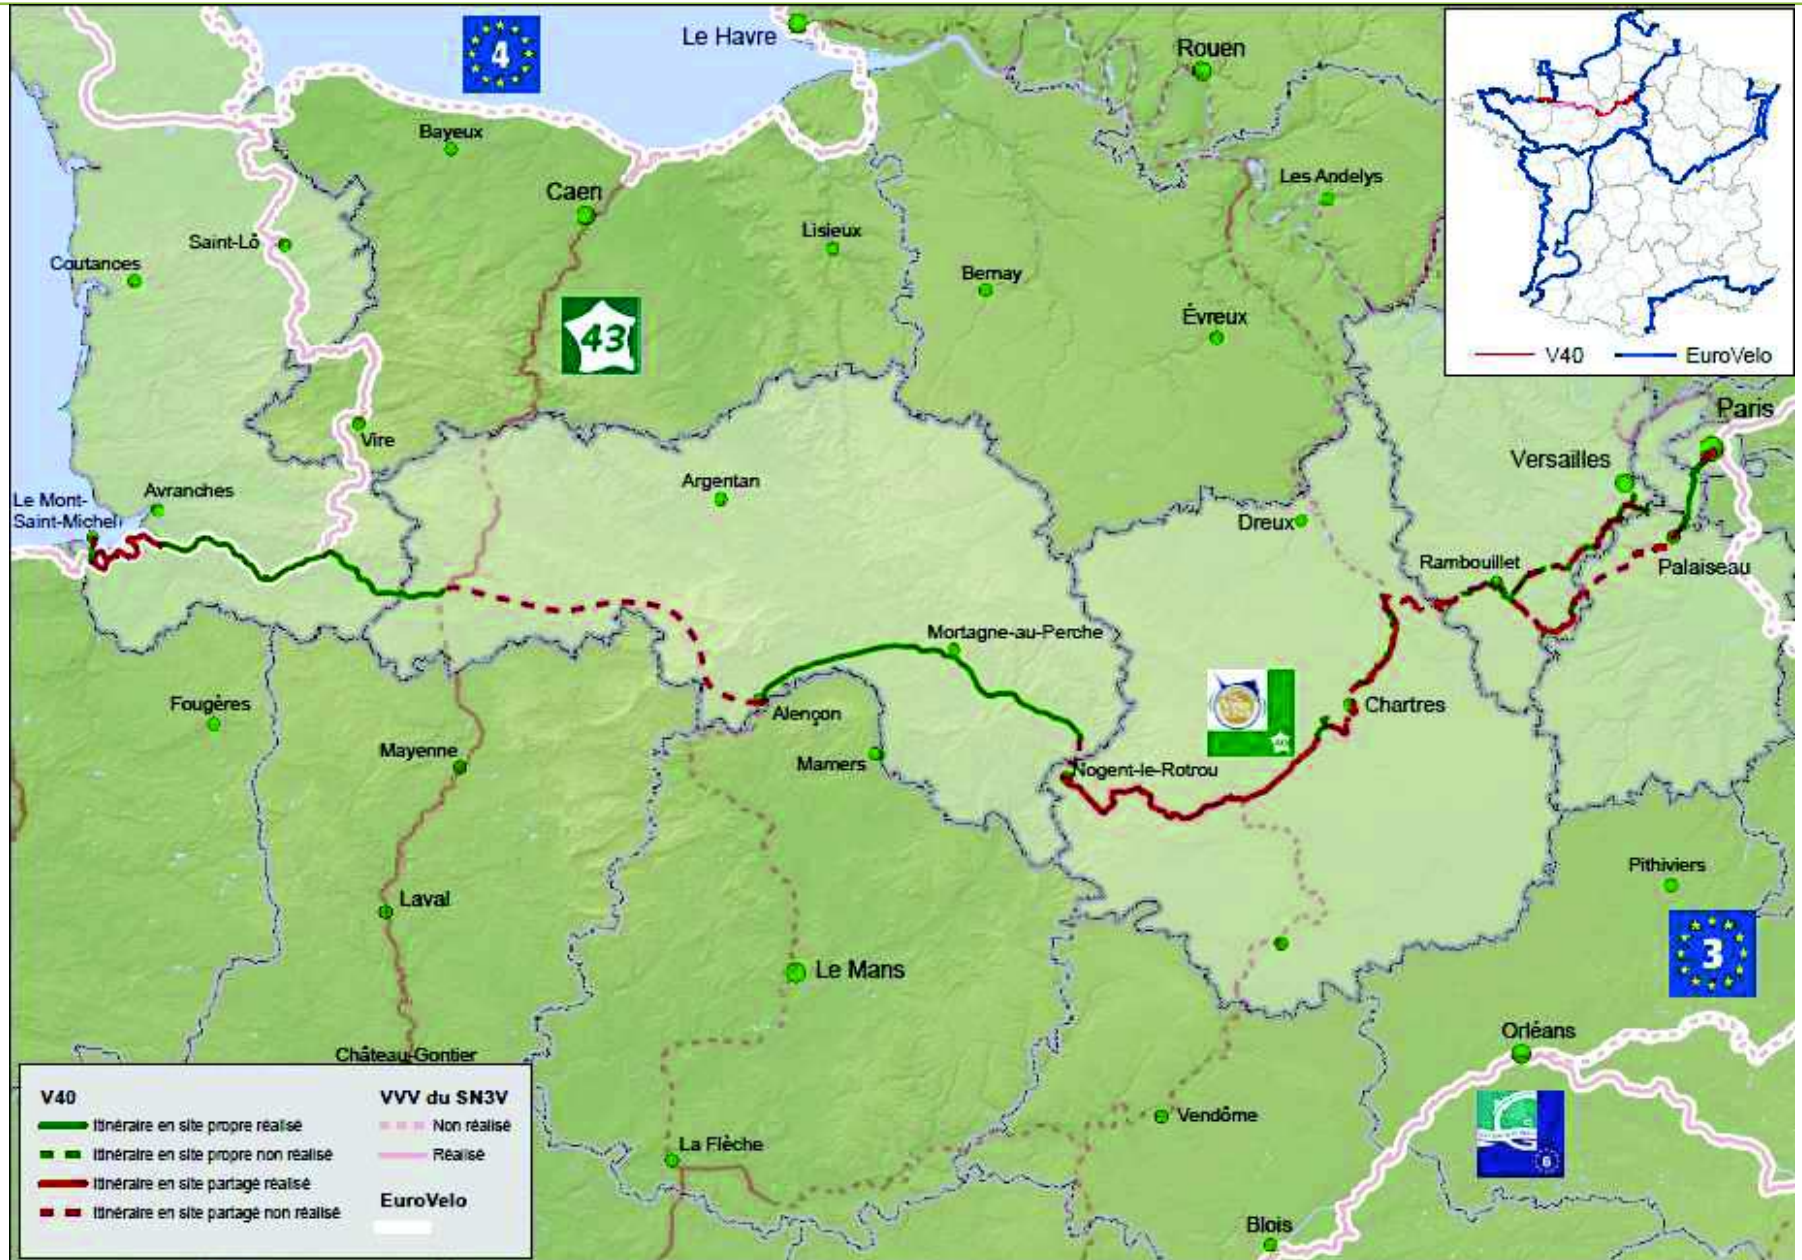 4
Le Havre
Rouen
Bayeux
Les Andelys
Caen
Saint-Lô
Lisieux
Coutances
Bernay
43
Évreux
V40
EuroVelo
Paris
Vire
Versailles
Argentan
Avranches
Le Mont-
Saint-Michel
Dreux
Rambouillet
Palaiseau
Mortagne-au-Perche
Fougères
Alençon
Chartres
Mayenne
Mamers
Nogent-le-Rotrou
Pithiviers
Laval
3
Le Mans
Orléans
Château-Gontier
Vendôme
La Flèche
6
Blois
V40
Itinéraire en site propre réalisé
Itinéraire en site propre non réalisé
Itinéraire en site partagé réalisé
Itinéraire en site partagé non réalisé
VVV du SN3V
Non réalisé
Réalisé
EuroVelo